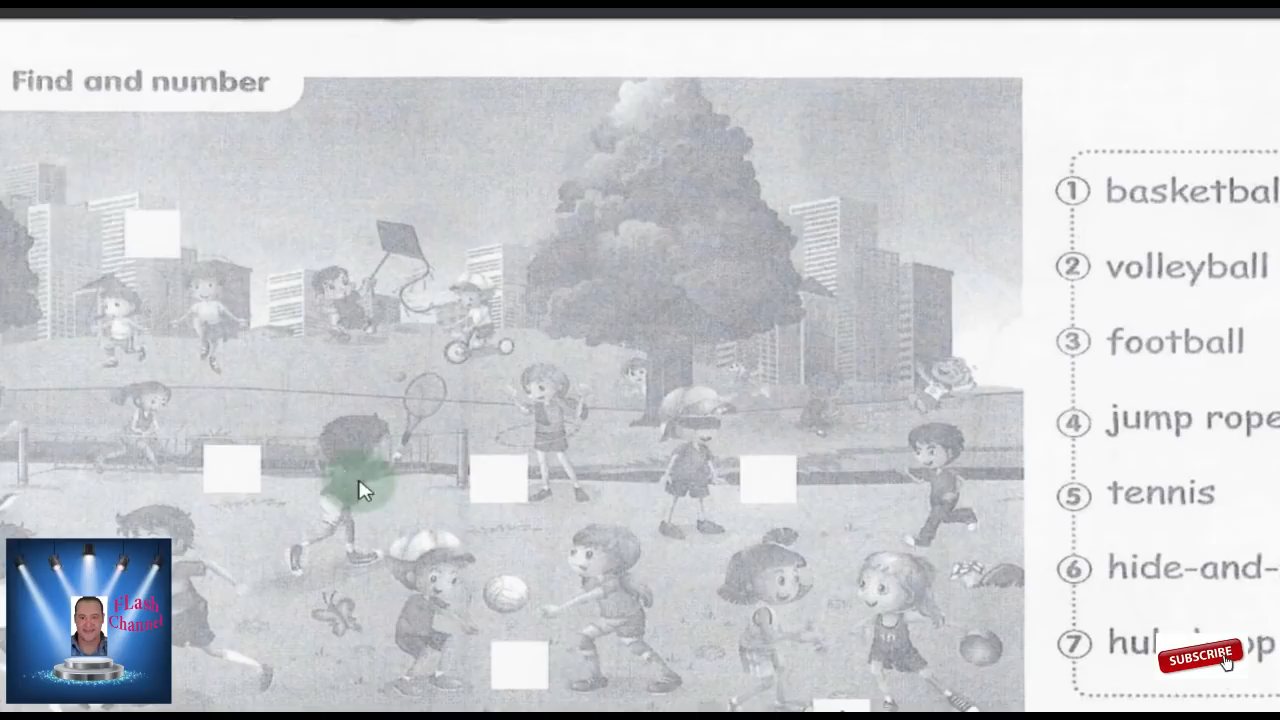 Find and number
① basketbal
② volleyball
③ football
④ jump rope
⑤ tennis
⑥ hide-and-
⑦
FLash
Channel
SUBSCRIBE